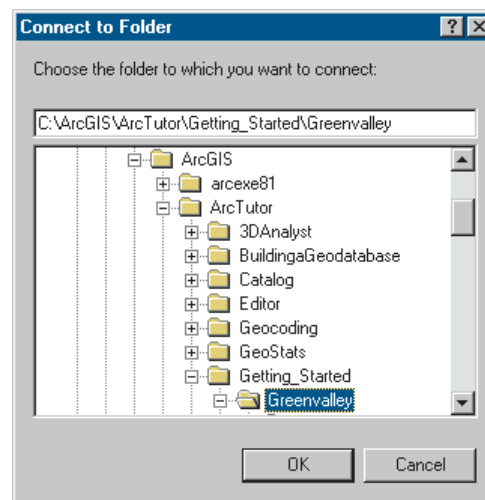 Connect to Folder
Choose the folder to which you want to connect:
C:\ArcGIS\ArcTutor\Getting_Started\Greenvalley
ArcGIS
arcexe81
ArcTutor
3DAnalyst
BuildingaGeodatabase
Catalog
Editor
Geocoding
GeoStats
Getting_Started
Greenvalley
OK Cancel